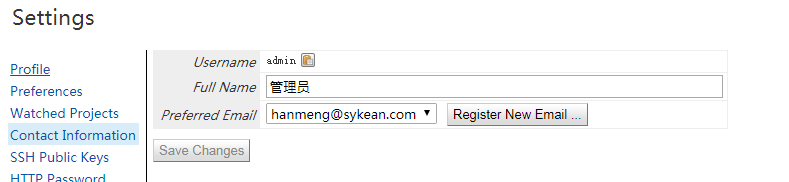 Settings
Profile
Preferences
Watched Projects
Contact Information
SSH Public Keys
HTTP Password
Username admin
Full Name 管理员
Preferred Email hanmeng@sykean.com Register New Email ...
Save Changes